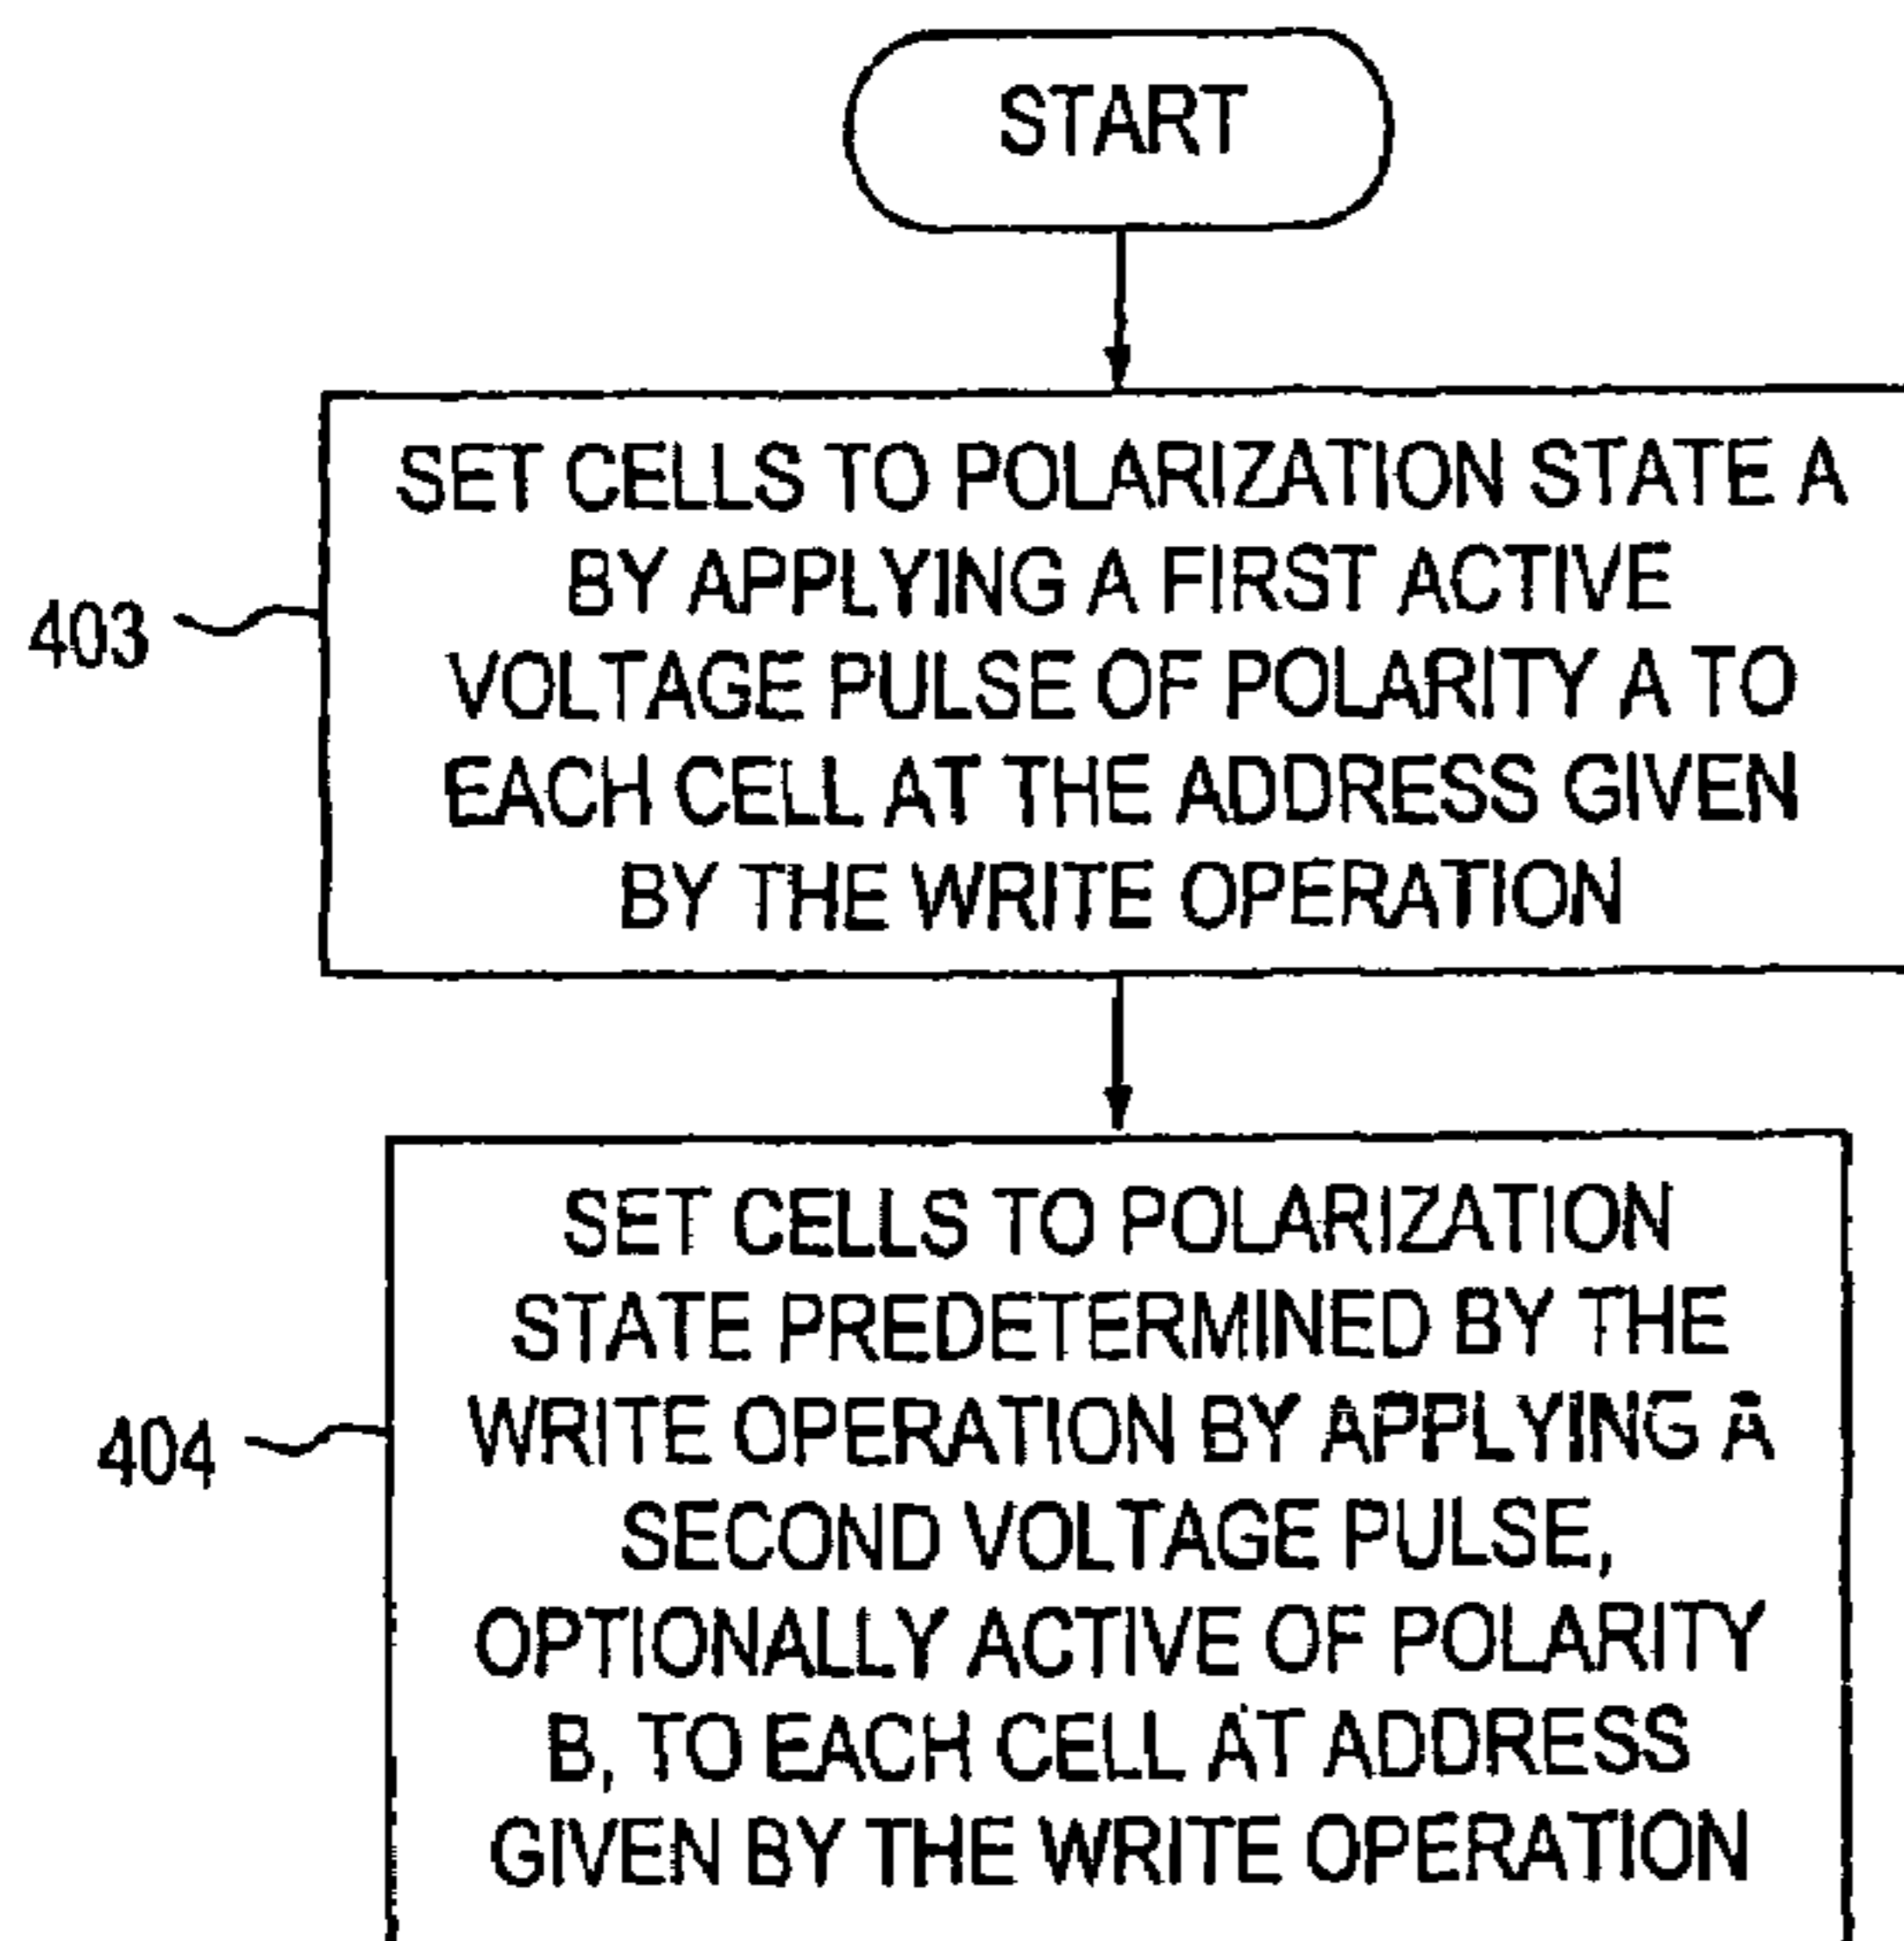 START
SET CELLS TO POLARIZATION STATE A
BY APPLYING A FIRST ACTIVE
VOLTAGE PULSE OF POLARITY A TO
EACH CELL AT THE ADDRESS GIVEN
BY THE WRITE OPERATION
403
SET CELLS TO POLARIZATION
STATE PREDETERMINED BY THE
WRITE OPERATION BY APPLYING A
SECOND VOLTAGE PULSE,
OPTIONALLY ACTIVE OF POLARITY
B, TO EACH CELL AT ADDRESS
GIVEN BY THE WRITE OPERATION
404